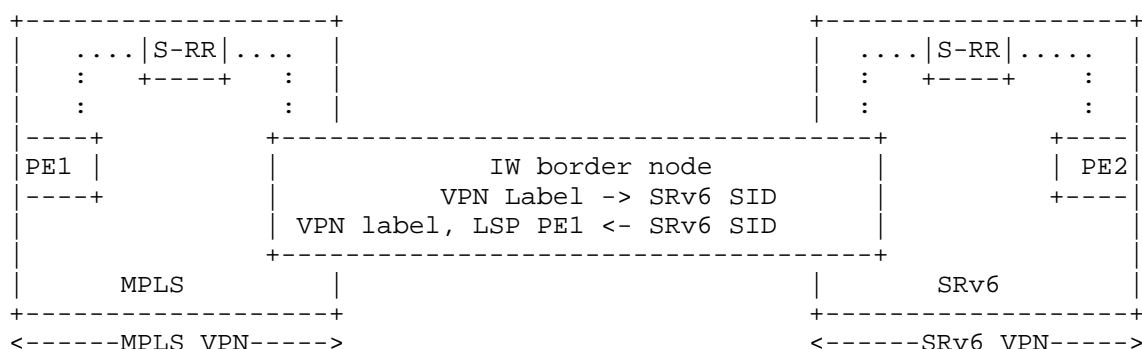 ....|S-RR|.... ....|S-RR|.....
IW border node
PE1 PE2
VPN Label -> SRv6 SID
VPN label, LSP PE1 <- SRv6 SID
MPLS SRv6
<------MPLS VPN-----> <------SRv6 VPN----->